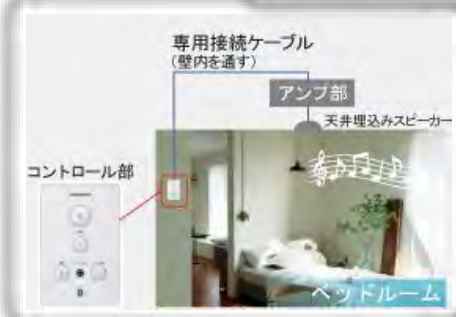 専用接続ケーブル
(壁内を通す)
アンプ部
天井埋込みスピーカー
コントロール部
ベッドルーム